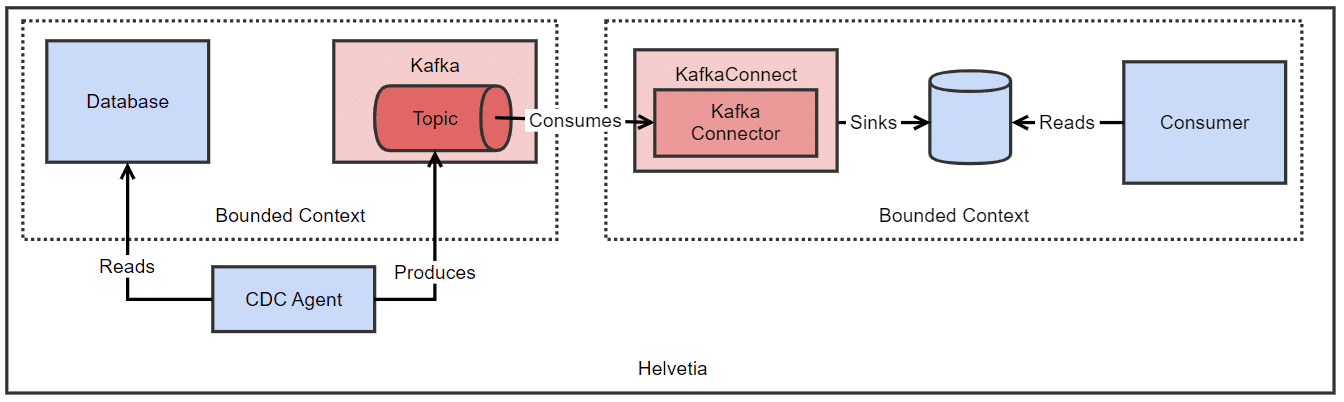 Database
Kafka
Topic
Consumes
KafkaConnect
Kafka
Connector
Sinks
Reads
Consumer
Bounded Context
Bounded Context
Reads
CDC Agent
Produces
Helvetia